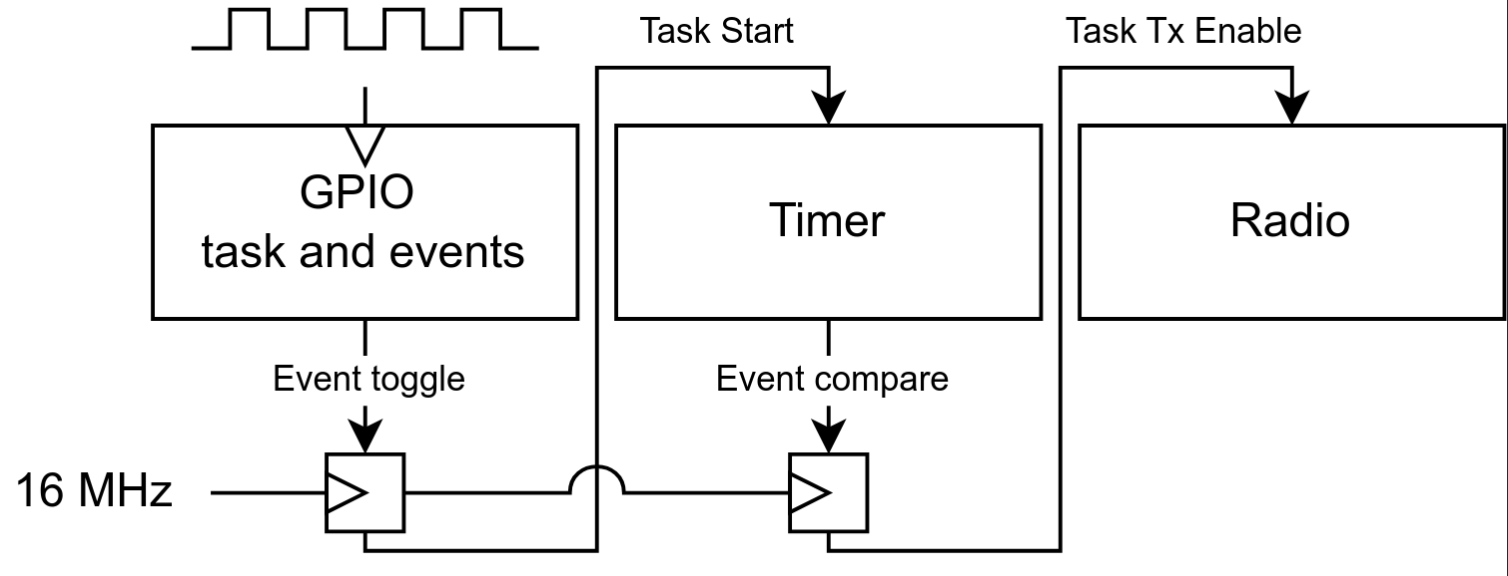 Task Start
Task Tx Enable
GPIO
task and events
Timer
Radio
Event toggle
Event compare
16 MHz